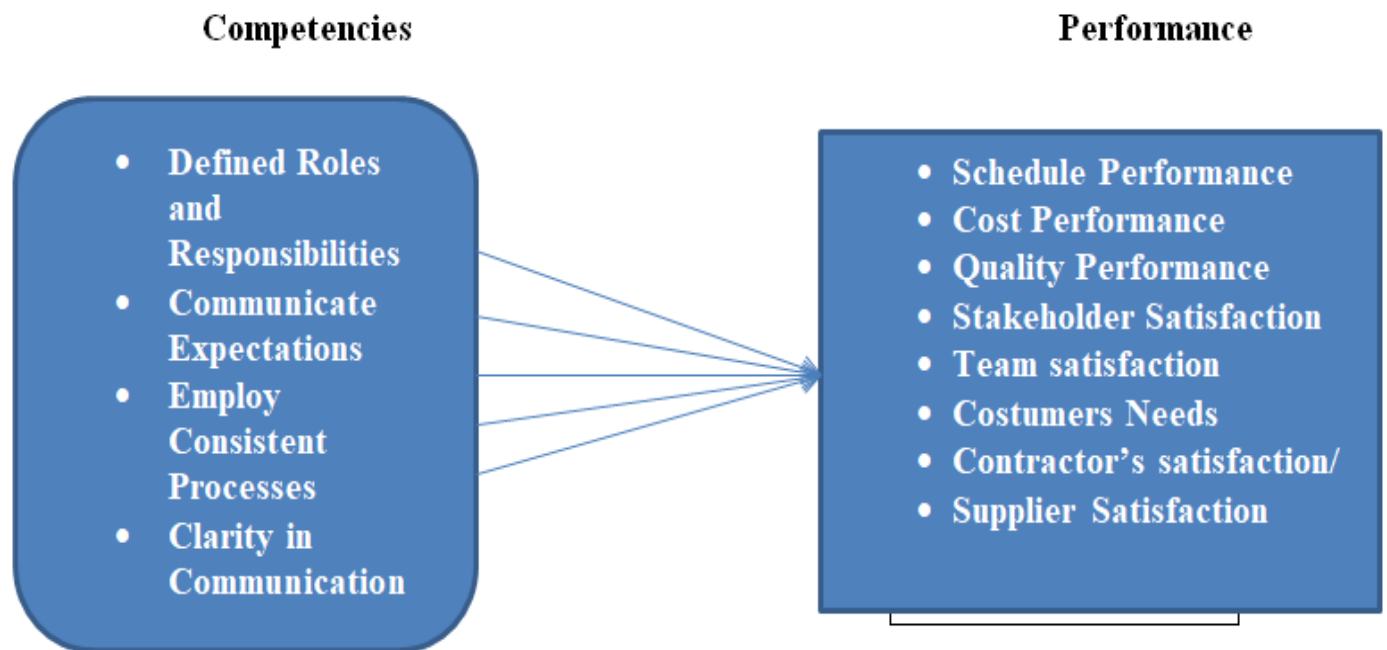 Competencies
Performance
• Defined Roles
and
Responsibilities
• Communicate
Expectations
• Employ
Consistent
Processes
• Clarity in
Communication
• Schedule Performance
• Cost Performance
• Quality Performance
• Stakeholder Satisfaction
• Team satisfaction
• Costumers Needs
• Contractor’s satisfaction/
• Supplier Satisfaction